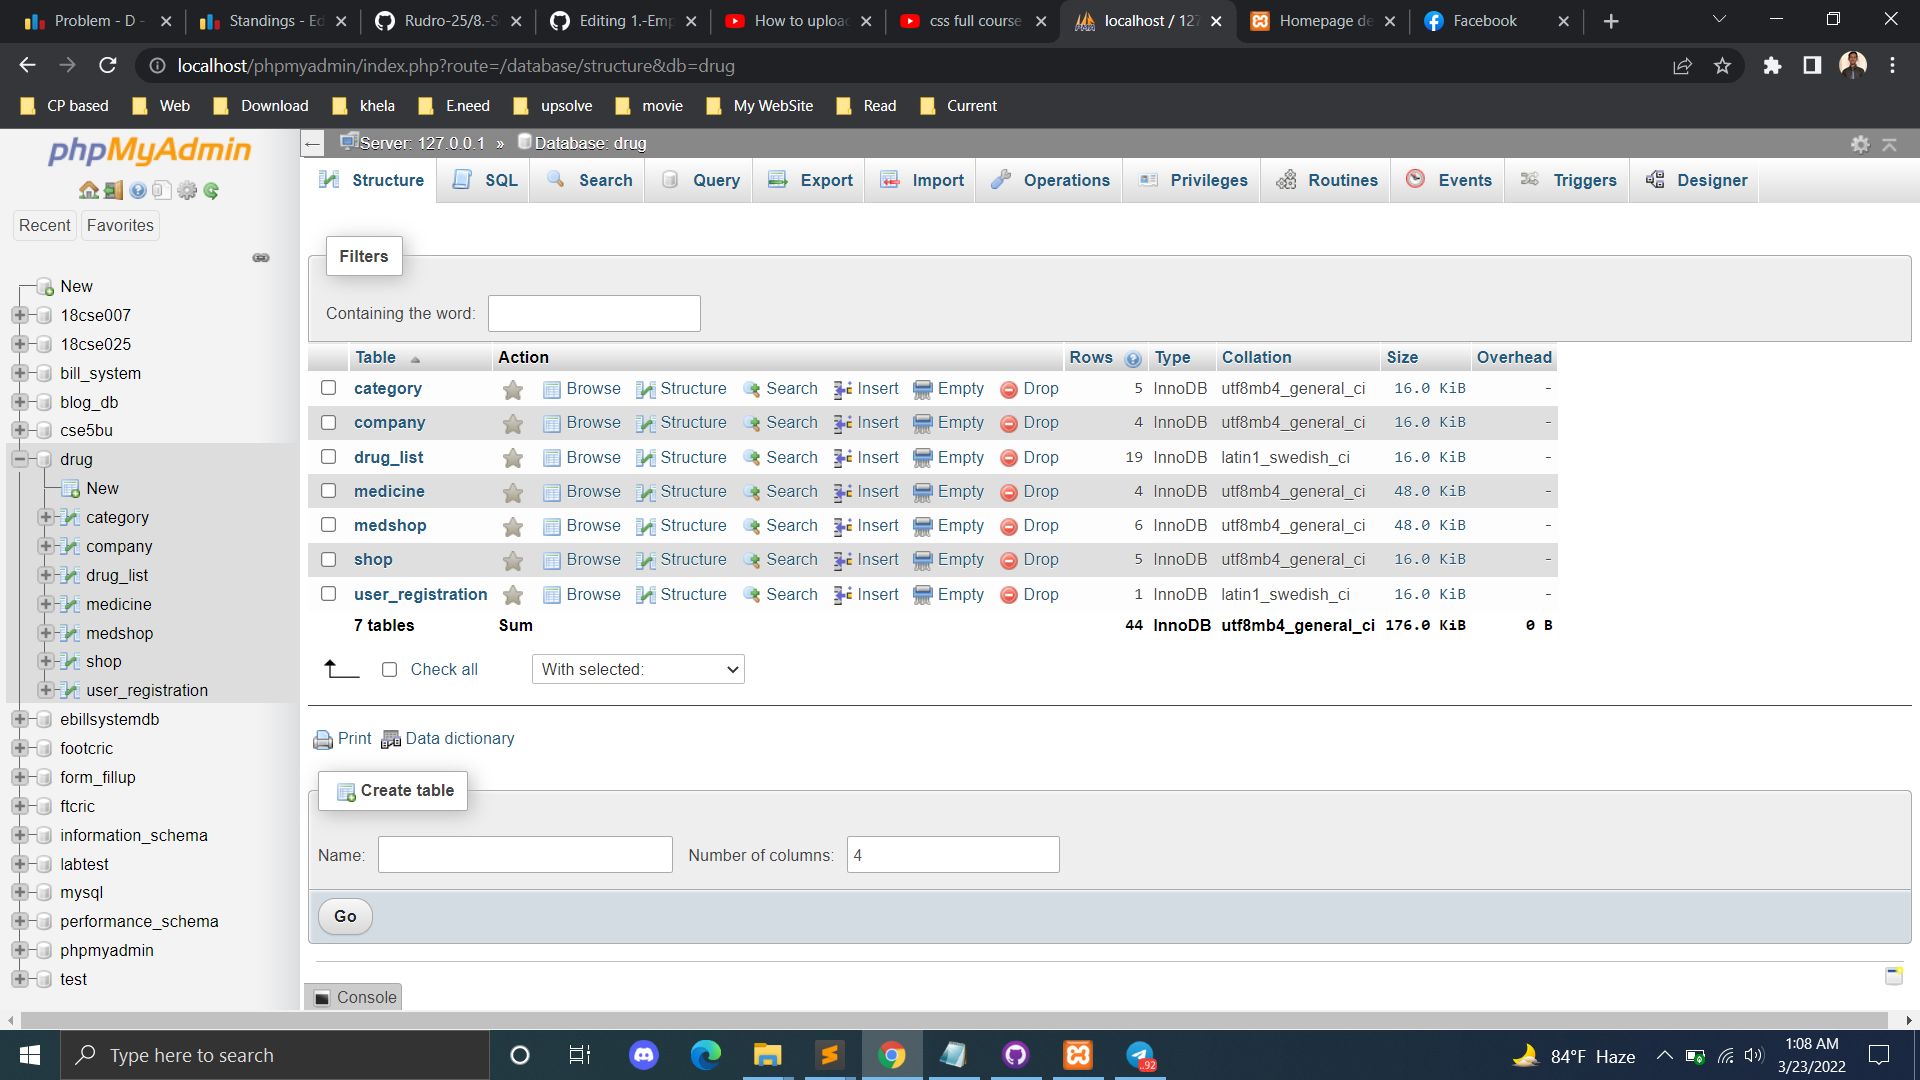 Problem - D -
Standings - Ed
Rudro-25/8.-S
Editing 1.-Emp
How to uploa
css full course
localhost / 127
Homepage de
Facebook
localhost/phpmyadmin/index.php?route=/database/structure&db=drug
CP based Web Download khela E.need upsolve movie My WebSite Read Current
phpMyAdmin
Recent Favorites
New
18cse007
18cse025
bill_system
blog_db
cse5bu
drug
New
category
company
drug_list
medicine
medshop
shop
user_registration
ebillsystemdb
footcric
form_fillup
ftcric
information_schema
labtest
mysql
performance_schema
phpmyadmin
test
Server: 127.0.0.1 » Database: drug
Structure SQL Search Query Export Import Operations Privileges Routines Events Triggers Designer
Filters
Containing the word:
Table Action Rows Type Collation Size Overhead
category Browse Structure Search Insert Empty Drop 5 InnoDB utf8mb4_general_ci 16.0 KiB -
company Browse Structure Search Insert Empty Drop 4 InnoDB utf8mb4_general_ci 16.0 KiB -
drug_list Browse Structure Search Insert Empty Drop 19 InnoDB latin1_swedish_ci 16.0 KiB -
medicine Browse Structure Search Insert Empty Drop 4 InnoDB utf8mb4_general_ci 48.0 KiB -
medshop Browse Structure Search Insert Empty Drop 6 InnoDB utf8mb4_general_ci 48.0 KiB -
shop Browse Structure Search Insert Empty Drop 5 InnoDB utf8mb4_general_ci 16.0 KiB -
user_registration Browse Structure Search Insert Empty Drop 1 InnoDB latin1_swedish_ci 16.0 KiB -
7 tables Sum 44 InnoDB utf8mb4_general_ci 176.0 KiB 0 B
Check all With selected:
Print Data dictionary
Create table
Name: Number of columns: 4
Go
Console
Type here to search
..92
84°F Haze
1:08 AM
3/23/2022